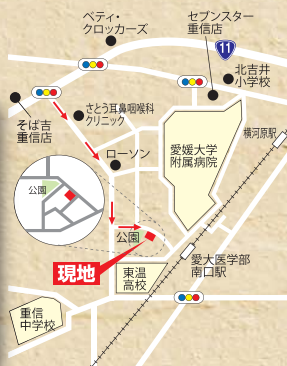 ベティ・
クロッカーズ
セブンスター
重信店
11
北吉井
小学校
そば吉
重信店
さとう耳鼻咽喉科
クリニック
愛媛大学
附属病院
横河原駅
ローソン
公園
公園
現地
愛大医学部
南口駅
東温
高校
重信
中学校